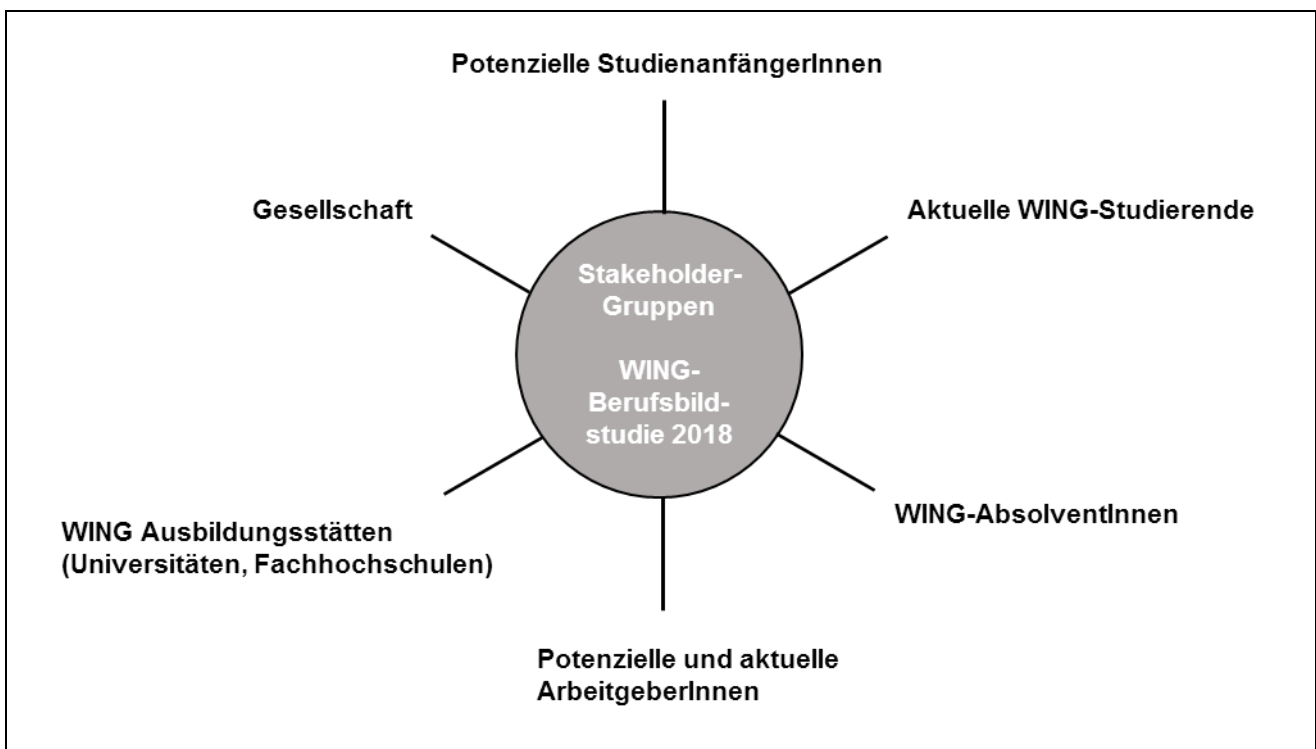 Potenzielle StudienanfängerInnen
Gesellschaft
Aktuelle WING-Studierende
Stakeholder-
Gruppen
WING-
Berufsbild-
studie 2018
WING Ausbildungsstätten
(Universitäten, Fachhochschulen)
WING-AbsolventInnen
Potenzielle und aktuelle
ArbeitgeberInnen